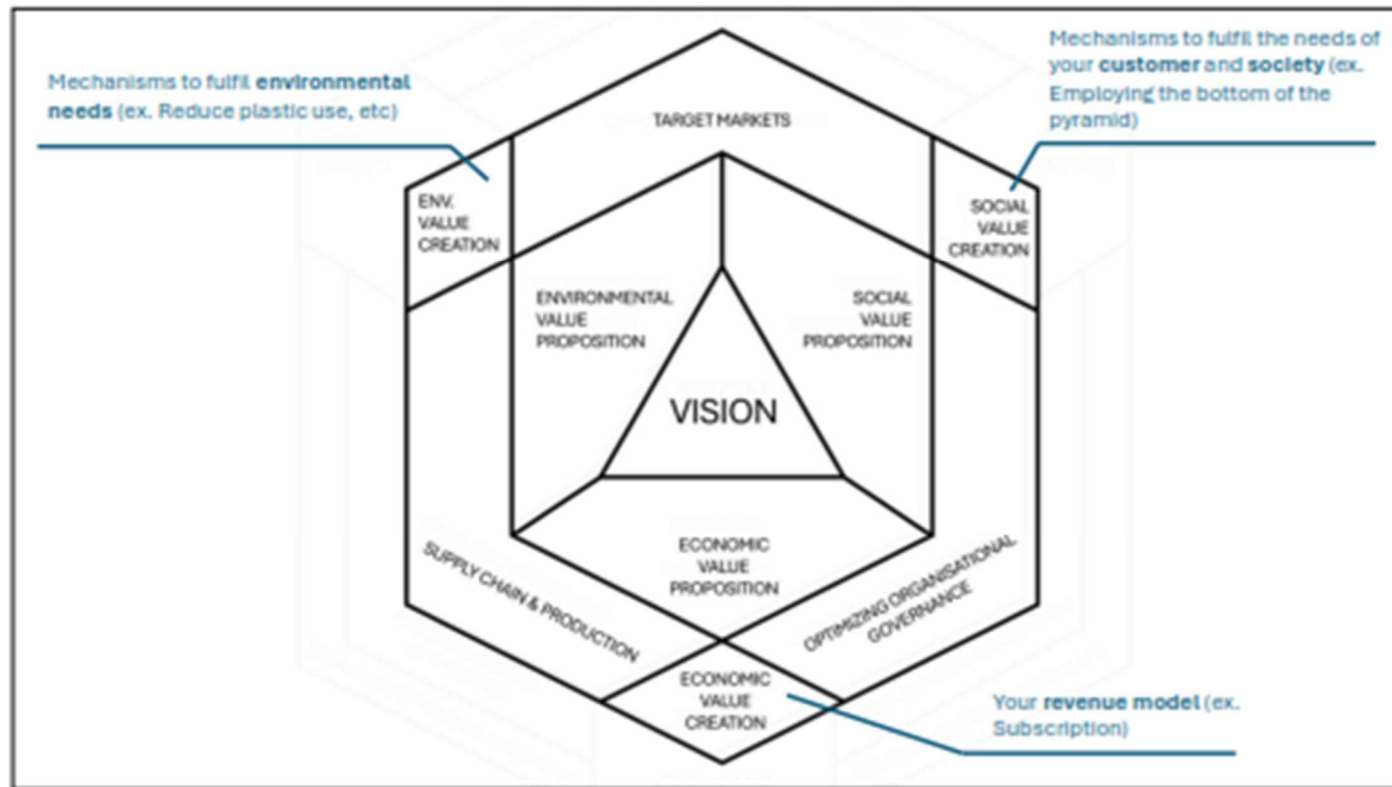 Mechanisms to fulfil environmental
needs (ex. Reduce plastic use, etc)
Mechanisms to fulfil the needs of
your customer and society (ex.
Employing the bottom of the
pyramid)
TARGET MARKETS
ENV.
VALUE
CREATION
SOCIAL
VALUE
CREATION
ENVIRONMENTAL
VALUE
PROPOSITION
SOCIAL
VALUE
PROPOSITION
VISION
ECONOMIC
VALUE
PROPOSITION
SUPPLY CHAIN & PRODUCTION
OPTIMIZING ORGANISATIONAL
GOVERNANCE
ECONOMIC
VALUE
CREATION
Your revenue model (ex.
Subscription)